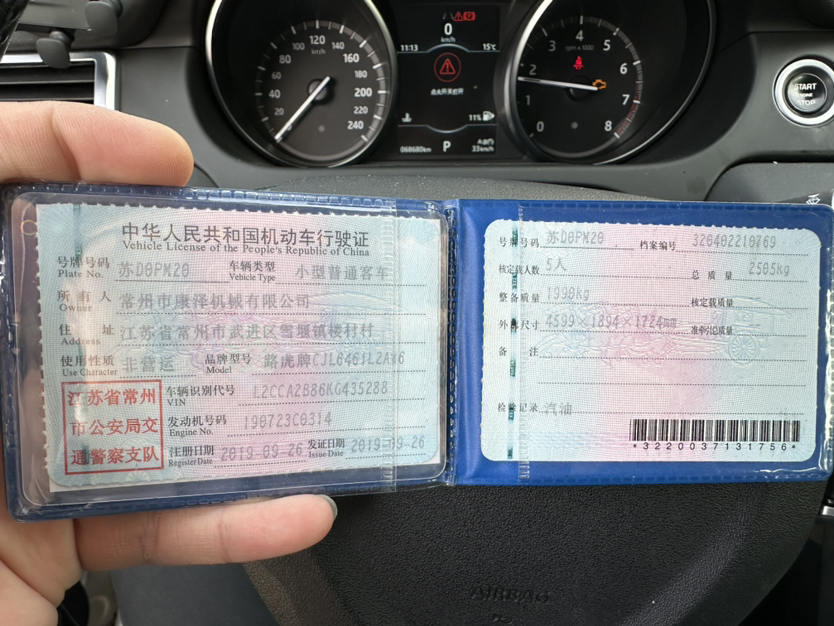 20 40 60 80 100 120 140 160 180 200 220 240
km/h
0
km/h
11:13 15℃
11%
068680km P 33km/h
rpm x 1000
0 1 2 3 4 5 6 7 8
START
STOP
中华人民共和国机动车行驶证
Vehicle License of the People's Republic of China
号牌号码 苏D0PM20 车辆类型 小型普通客车
Plate No. Vehicle Type
所有人 常州市康泽机械有限公司
Owner
住址 江苏省常州市武进区雪堰镇楼村村
Address
使用性质 非营运 品牌型号 路虎牌CJL6461L2AW6
Use Character Model
江苏省常州
市公安局交
通警察支队
车辆识别代号 L2CCA2B86KG435288
VIN
发动机号码 190723C0314
Engine No.
注册日期 2019-09-26 发证日期 2019-09-26
Register Date Issue Date
号牌号码 苏D0PM20 档案编号 320402210769
核定载人数 5人 总质量 2505kg
整备质量 1990kg 核定载质量
外廓尺寸 4599×1894×1724mm 准牵引总质量
备注
检验记录 汽油
*3220037131756*
AIRBAG